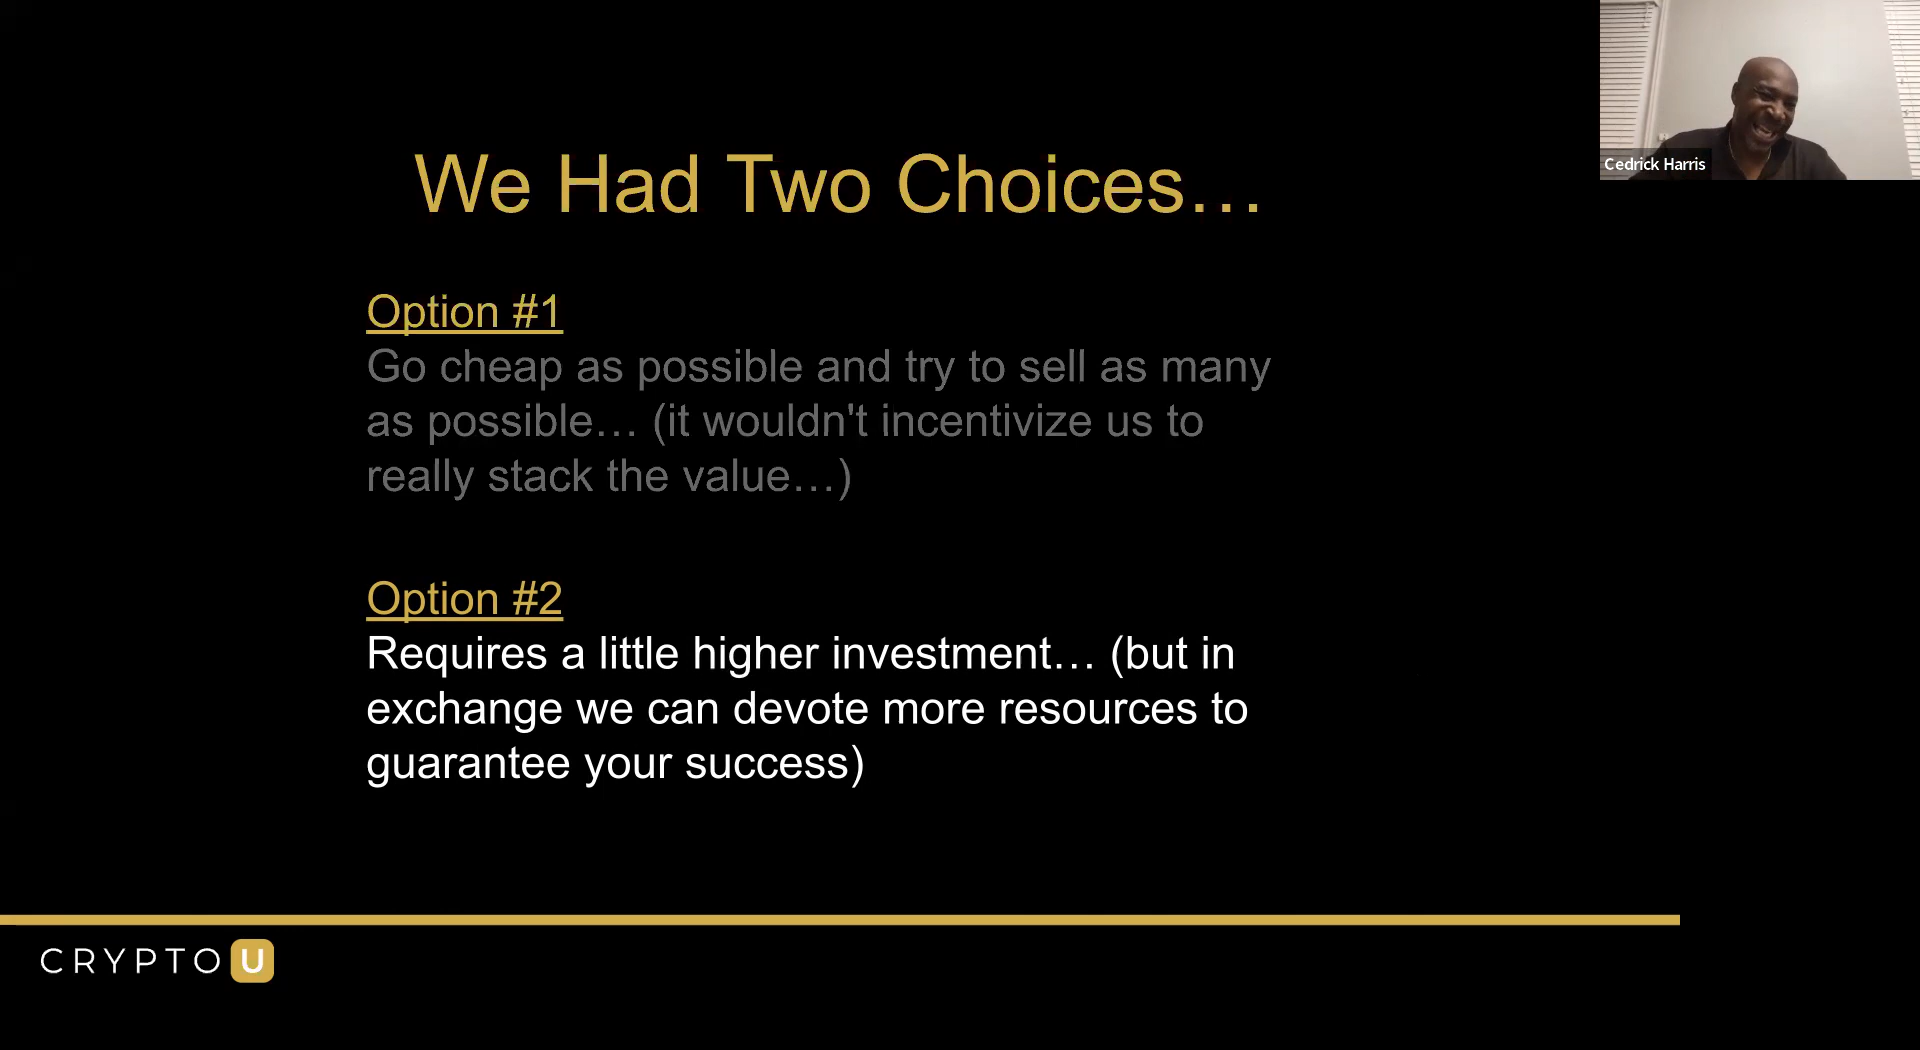 Cedrick Harris
We Had Two Choices…
Option #1
Go cheap as possible and try to sell as many
as possible… (it wouldn't incentivize us to
really stack the value…)
Option #2
Requires a little higher investment… (but in
exchange we can devote more resources to
guarantee your success)
CRYPTO U